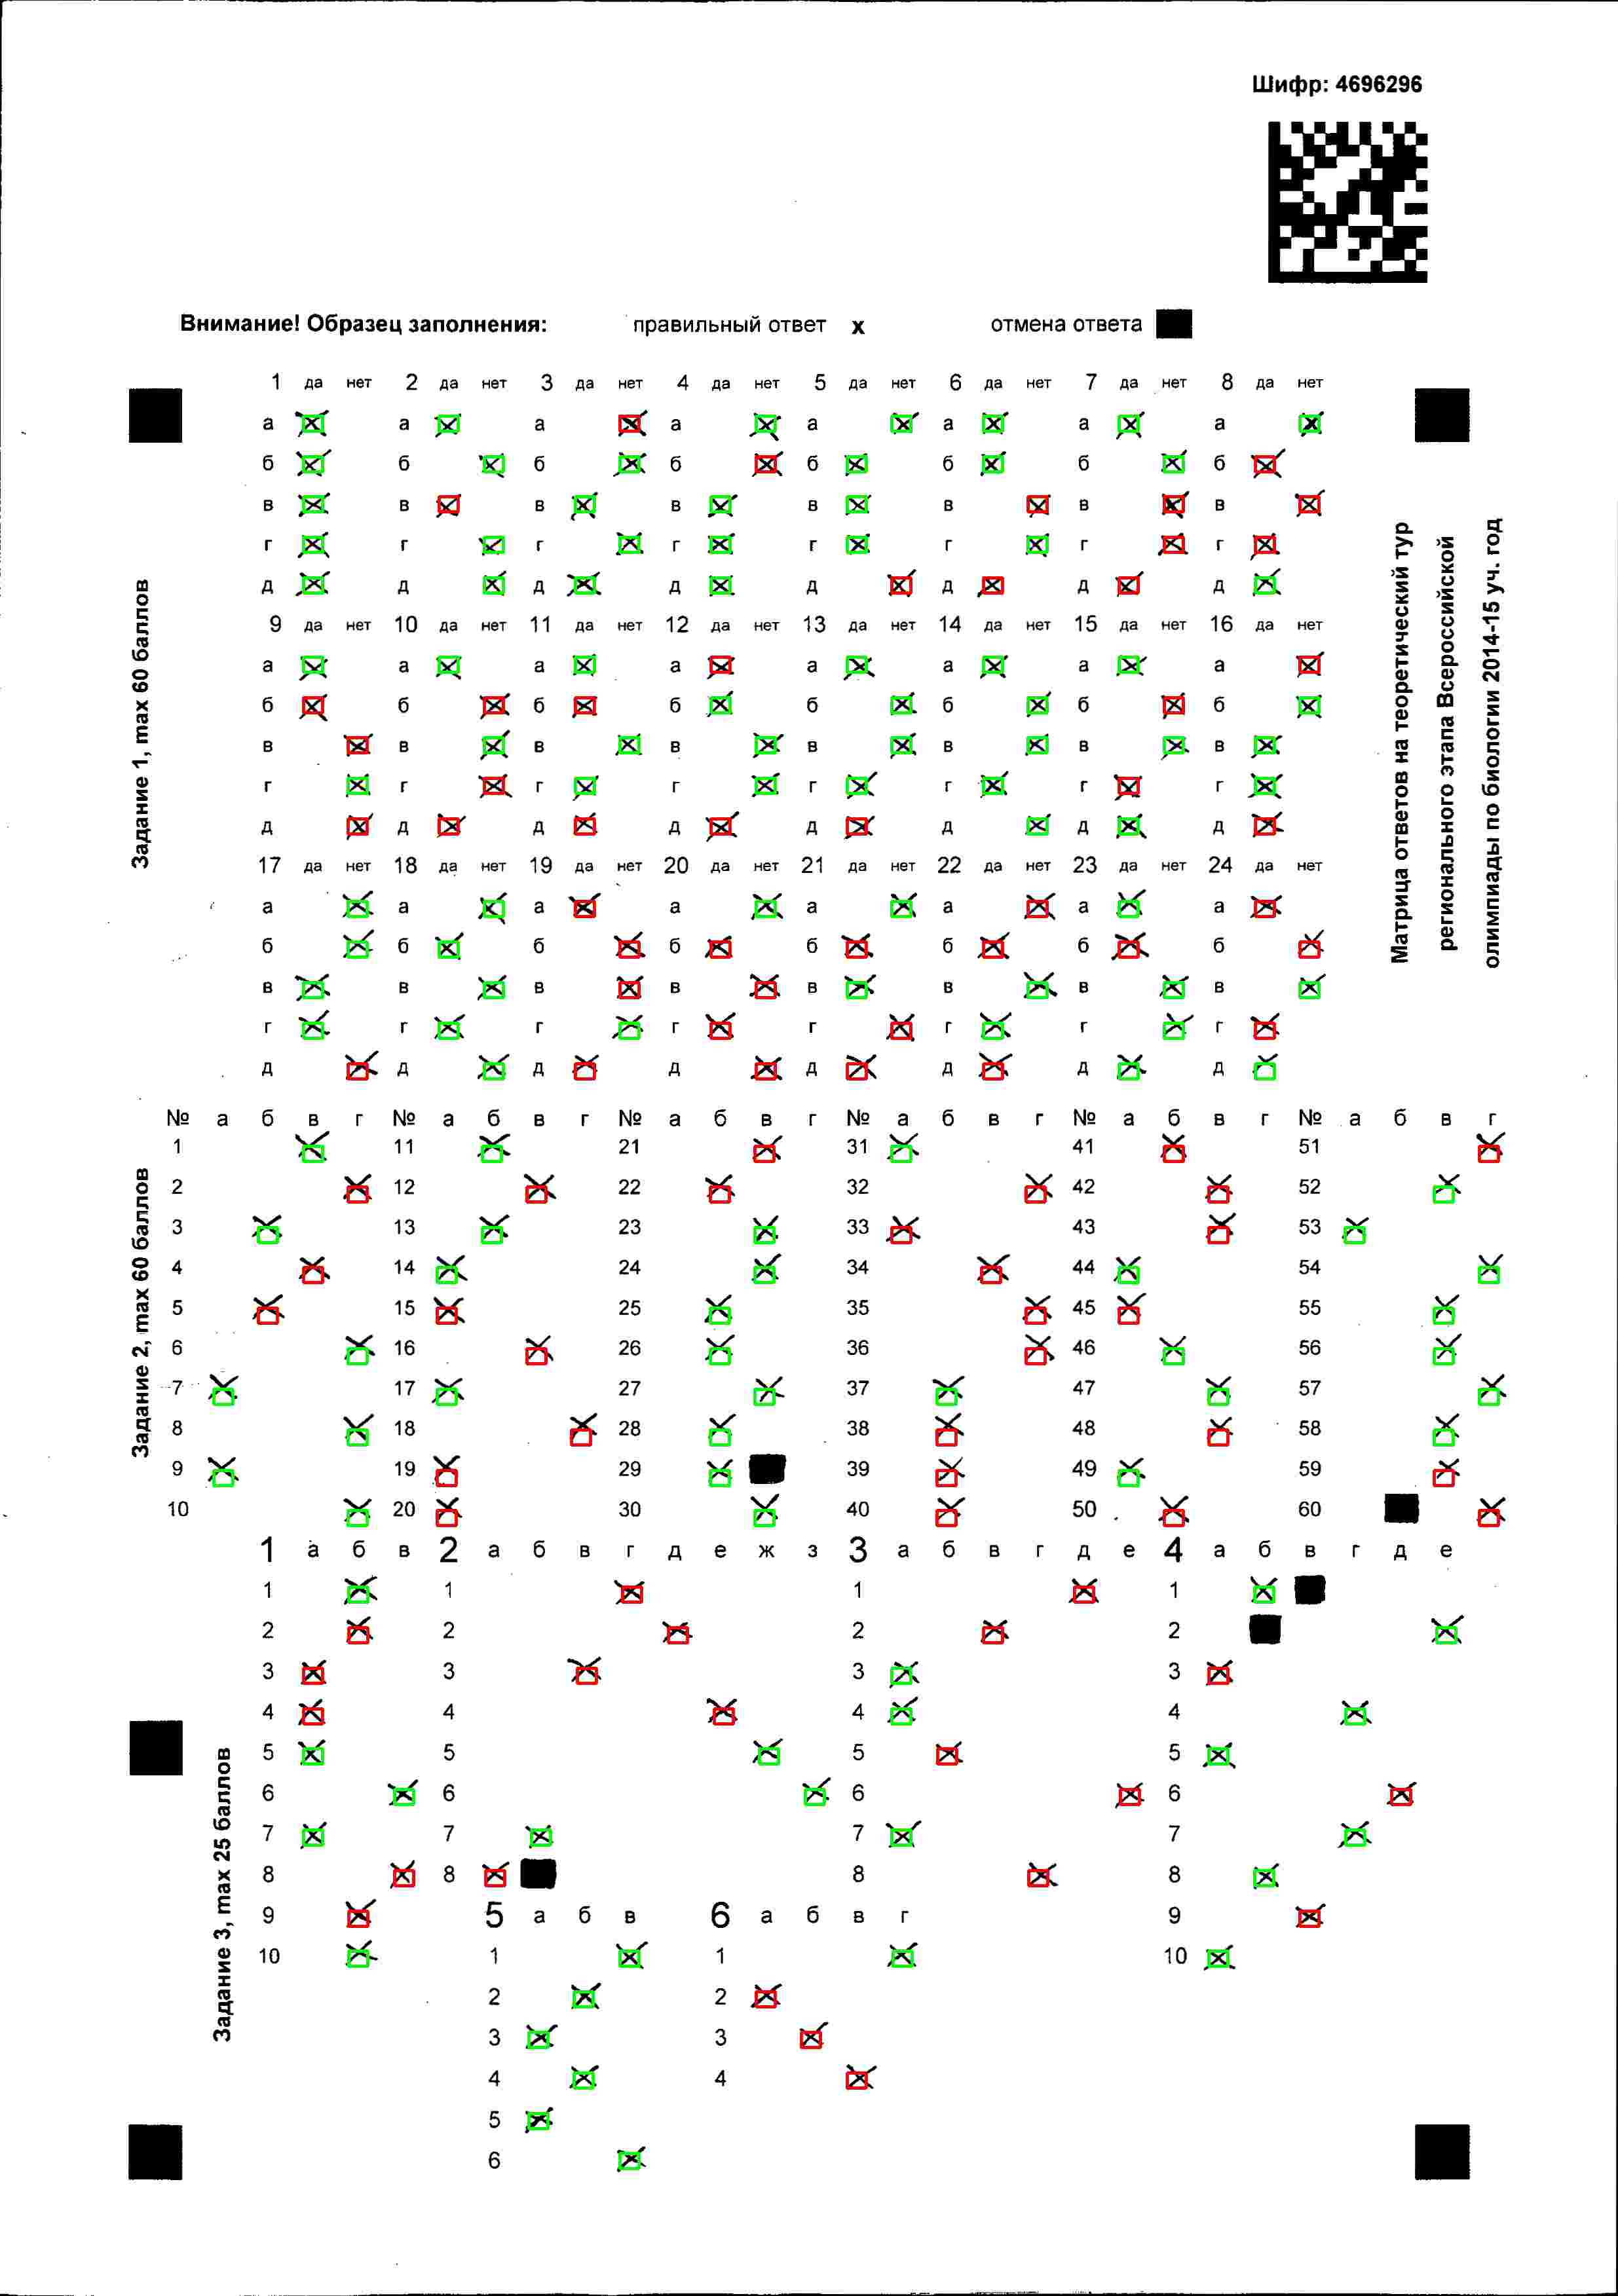 Шифр: 4696296
Внимание! Образец заполнения: правильный ответ х отмена ответа
Матрица ответов на теоретический тур
регионального этапа Всероссийской
олимпиады по биологии 2014-15 уч. год
Задание 1, max 60 баллов
1 да нет 2 да нет 3 да нет 4 да нет 5 да нет 6 да нет 7 да нет 8 да нет
а а а а а а а а
б б б б б б б б
в в в в в в в в
г г г г г г г г
д д д д д д д д
9 да нет 10 да нет 11 да нет 12 да нет 13 да нет 14 да нет 15 да нет 16 да нет
а а а а а а а а
б б б б б б б б
в в в в в в в в
г г г г г г г г
д д д д д д д д
17 да нет 18 да нет 19 да нет 20 да нет 21 да нет 22 да нет 23 да нет 24 да нет
а а а а а а а а
б б б б б б б б
в в в в в в в в
г г г г г г г г
д д д д д д д д
Задание 2, max 60 баллов
№ а б в г № а б в г № а б в г № а б в г № а б в г № а б в г
1 11 21 31 41 51
2 12 22 32 42 52
3 13 23 33 43 53
4 14 24 34 44 54
5 15 25 35 45 55
6 16 26 36 46 56
7 17 27 37 47 57
8 18 28 38 48 58
9 19 29 39 49 59
10 20 30 40 50 60
Задание 3, max 25 баллов
1 а б в 2 а б в г д е ж з 3 а б в г д е 4 а б в г д е
1 1 1 1
2 2 2 2
3 3 3 3
4 4 4 4
5 5 5 5
6 6 6 6
7 7 7 7
8 8 8 8
9 5 а б в 6 а б в г 9
10 1 1 10
2 2
3 3
4 4
5
6